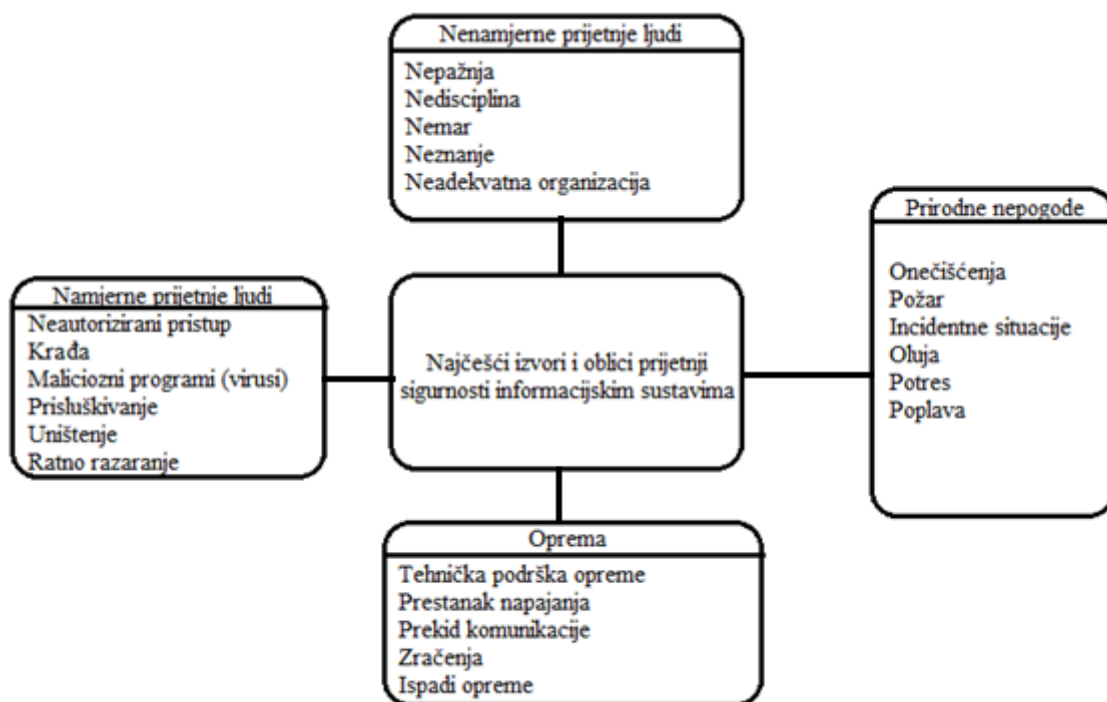 Nenamjerne prijetnje ljudi
Nepažnja
Nedisciplina
Nemar
Neznanje
Neadekvatna organizacija
Namjerne prijetnje ljudi
Neautorizirani pristup
Krađa
Maliciozni programi (virusi)
Prisluškivanje
Uništenje
Ratno razaranje
Najčešći izvori i oblici prijetnji
sigurnosti informacijskim sustavima
Prirodne nepogode
Onečišćenja
Požar
Incidentne situacije
Oluja
Potres
Poplava
Oprema
Tehnička podrška opreme
Prestanak napajanja
Prekid komunikacije
Zračenja
Ispadi opreme